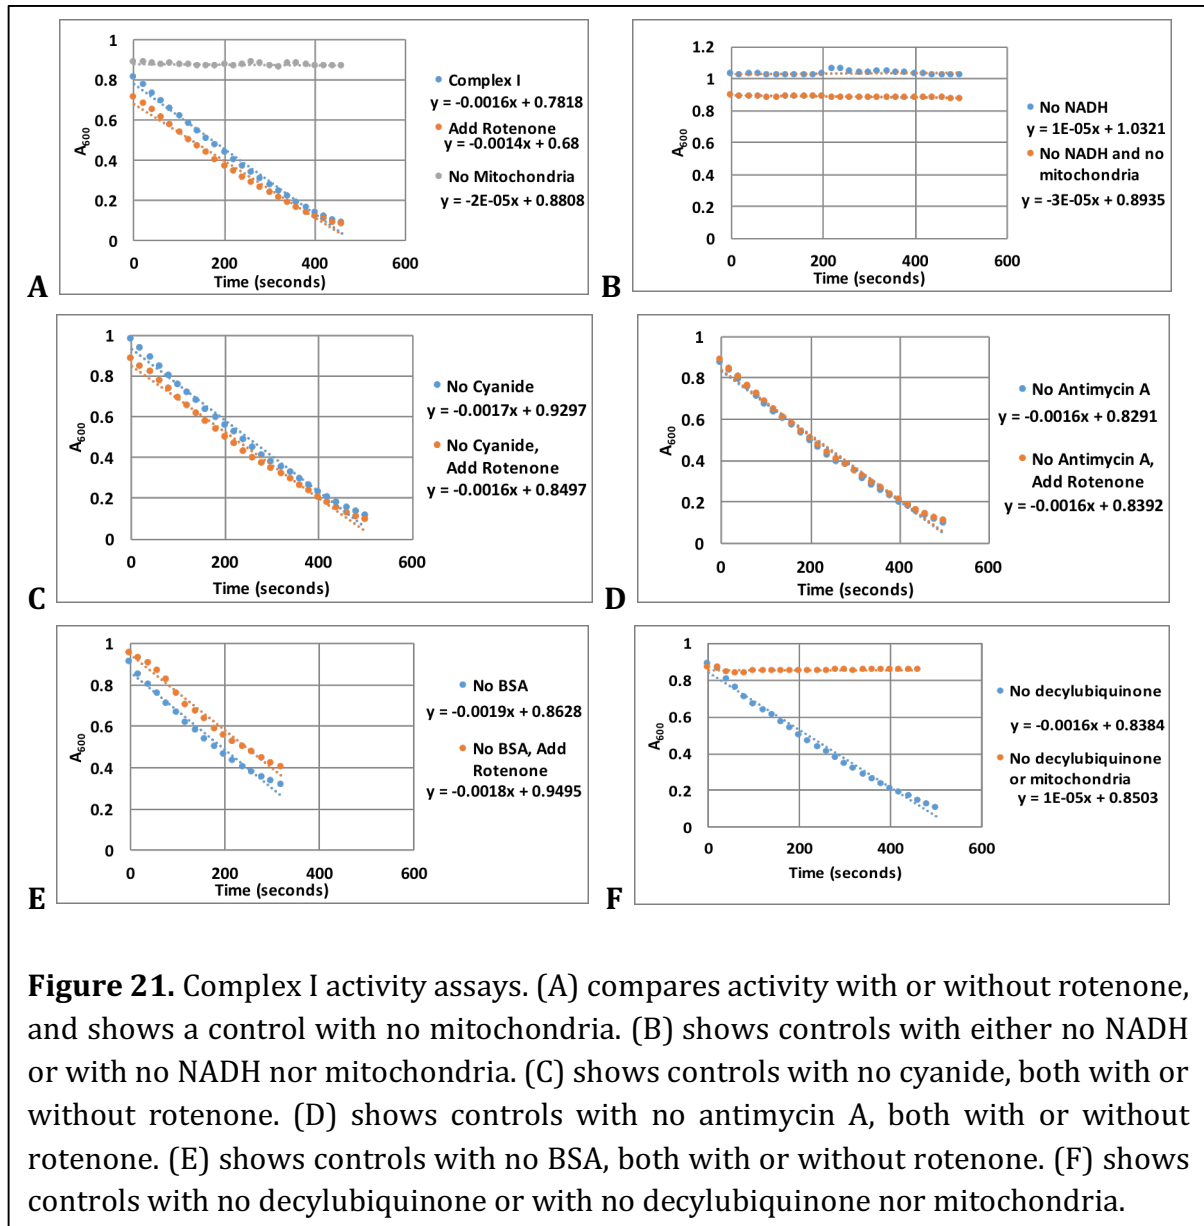 1
0.8
0.6
0.4
0.2
0
A600
0
200
400
600
Time (seconds)
Complex I
y = -0.0016x + 0.7818
Add Rotenone
y = -0.0014x + 0.68
No Mitochondria
y = -2E-05x + 0.8808
A
1.2
1
0.8
0.6
0.4
0.2
0
A600
0
200
400
600
Time (seconds)
No NADH
y = 1E-05x + 1.0321
No NADH and no
mitochondria
y = -3E-05x + 0.8935
B
1
0.8
0.6
0.4
0.2
0
A600
0
200
400
600
Time (seconds)
No Cyanide
y = -0.0017x + 0.9297
No Cyanide,
Add Rotenone
y = -0.0016x + 0.8497
C
1
0.8
0.6
0.4
0.2
0
A600
0
200
400
600
Time (seconds)
No Antimycin A
y = -0.0016x + 0.8291
No Antimycin A,
Add Rotenone
y = -0.0016x + 0.8392
D
1
0.8
0.6
0.4
0.2
0
A600
0
200
400
600
Time (seconds)
No BSA
y = -0.0019x + 0.8628
No BSA, Add
Rotenone
y = -0.0018x + 0.9495
E
1
0.8
0.6
0.4
0.2
0
A600
0
200
400
600
Time (seconds)
No decylubiquinone
y = -0.0016x + 0.8384
No decylubiquinone
or mitochondria
y = 1E-05x + 0.8503
F
Figure 21. Complex I activity assays. (A) compares activity with or without rotenone,
and shows a control with no mitochondria. (B) shows controls with either no NADH
or with no NADH nor mitochondria. (C) shows controls with no cyanide, both with or
without rotenone. (D) shows controls with no antimycin A, both with or without
rotenone. (E) shows controls with no BSA, both with or without rotenone. (F) shows
controls with no decylubiquinone or with no decylubiquinone nor mitochondria.